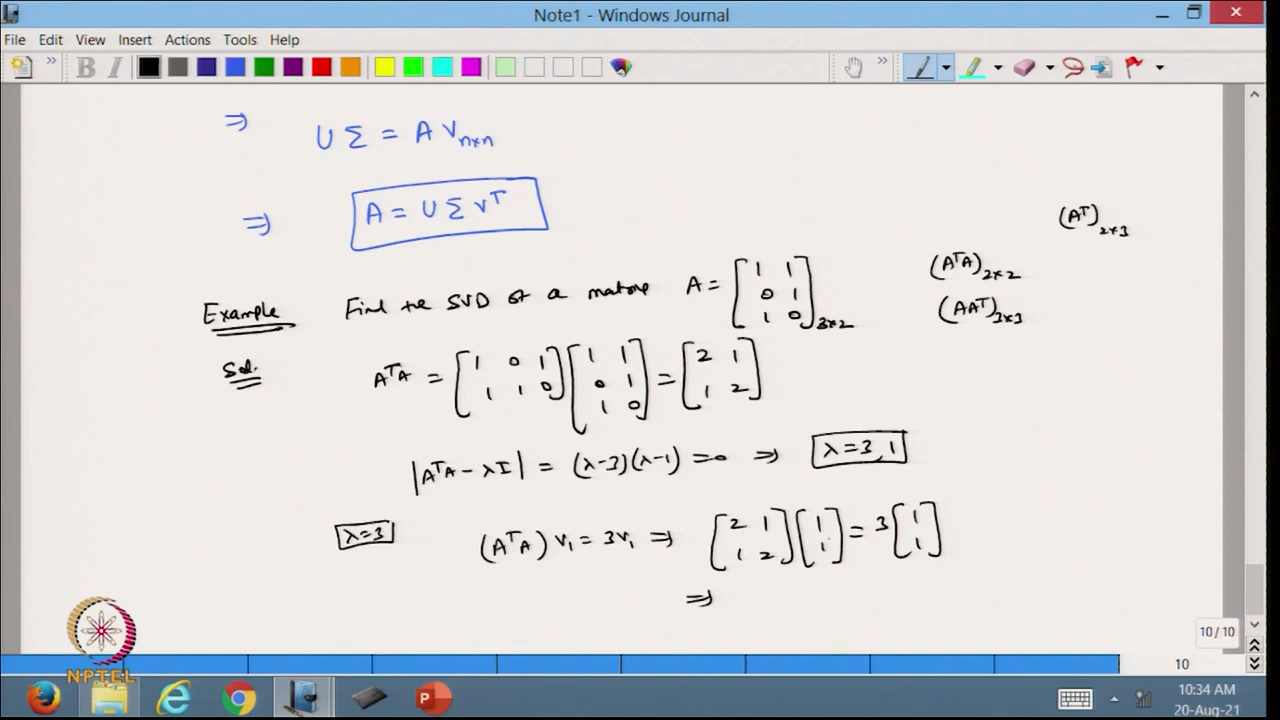 Note1 - Windows Journal
File Edit View Insert Actions Tools Help
⇒ U Σ = A V_{n×n}
⇒ A = U Σ V^T
(A^T)_{2×3}
Example Find the SVD of a matrix A = [1 1; 0 1; 1 0]_{3×2} (A^TA)_{2×2}
(AA^T)_{3×3}
Sol. A^TA = [1 0 1; 1 1 0] [1 1; 0 1; 1 0] = [2 1; 1 2]
|A^TA - λI| = (λ-3)(λ-1) = 0 ⇒ λ = 3, 1
λ=3 (A^TA) v_1 = 3v_1 ⇒ [2 1; 1 2] [1; 1] = 3 [1; 1]
⇒
10 / 10
NPTEL
10
10:34 AM
20-Aug-21